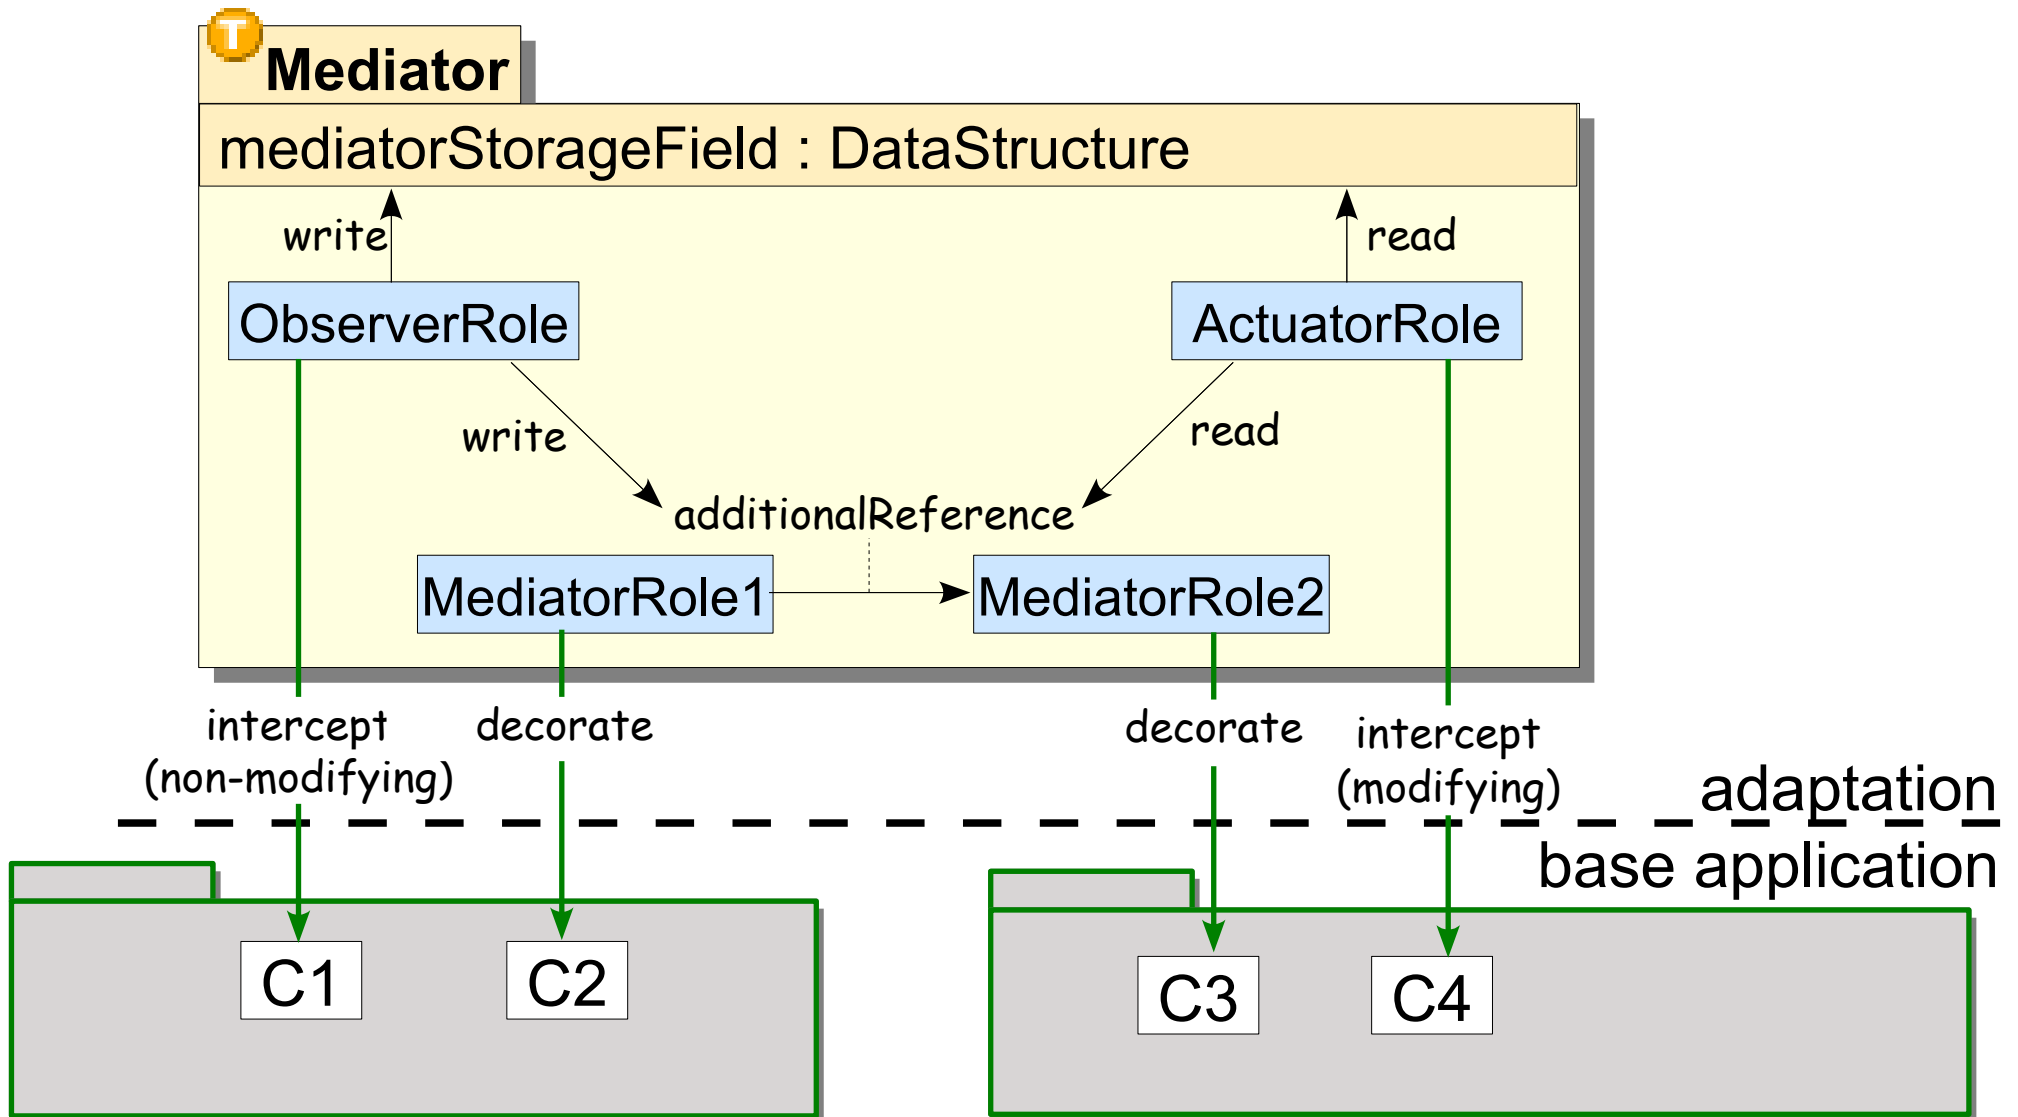 T
Mediator
mediatorStorageField : DataStructure
write
read
ObserverRole
ActuatorRole
write
read
additionalReference
MediatorRole1
MediatorRole2
intercept
(non-modifying)
decorate
decorate
intercept
(modifying)
adaptation
base application
C1
C2
C3
C4